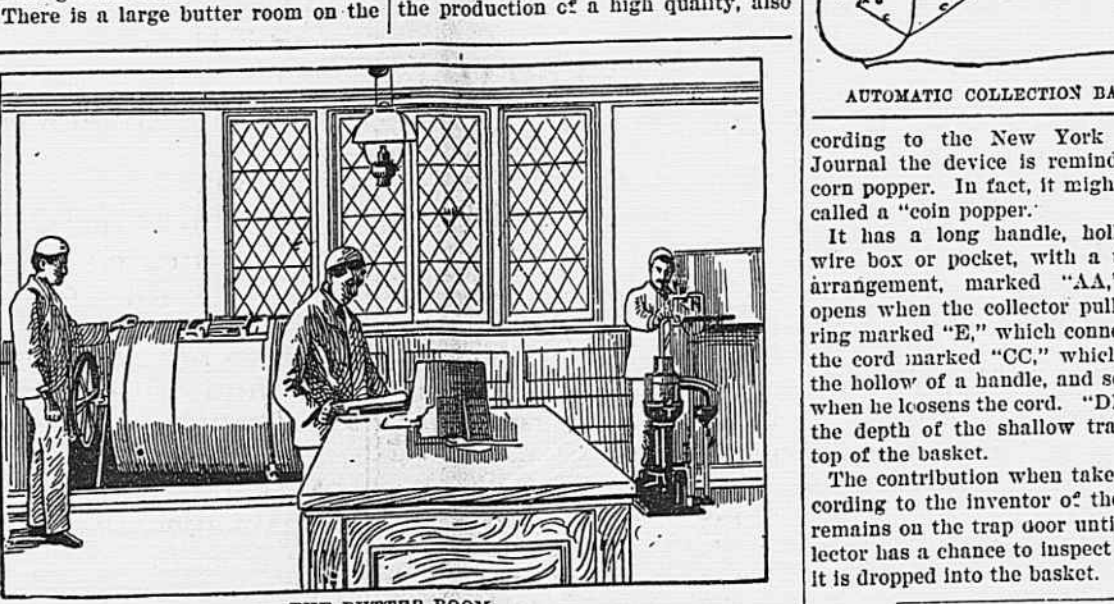 There is a large butter room on the
the production of a high quality, also
THE BUTTER ROOM
AUTOMATIC COLLECTION BA
cording to the New York
Journal the device is remind
corn popper. In fact, it migh
called a "coin popper.
It has a long handle, holl
wire box or pocket, with a
arrangement, marked "AA,"
opens when the collector pul
ring marked "E," which conne
the cord marked "CC," which
the hollow of a handle, and s
when he loosens the cord. "D
the depth of the shallow tra
top of the basket.
The contribution when take
cording to the inventor of the
remains on the trap door unti
lector has a chance to inspect
it is dropped into the basket.